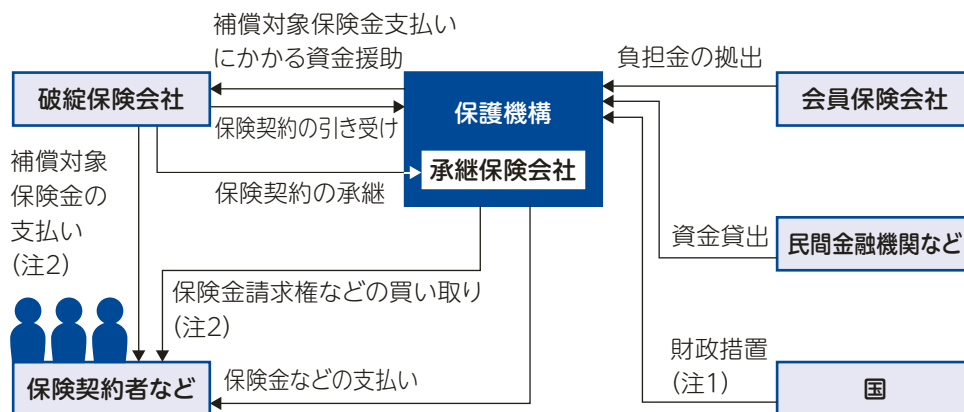 補償対象保険金支払い
にかかる資金援助
負担金の拠出
破綻保険会社
保護機構
会員保険会社
保険契約の引き受け
承継保険会社
補償対象
保険金の
支払い
(注2)
保険契約の承継
資金貸出
民間金融機関など
保険金請求権などの買い取り
(注2)
財政措置
(注1)
保険契約者など
保険金などの支払い
国